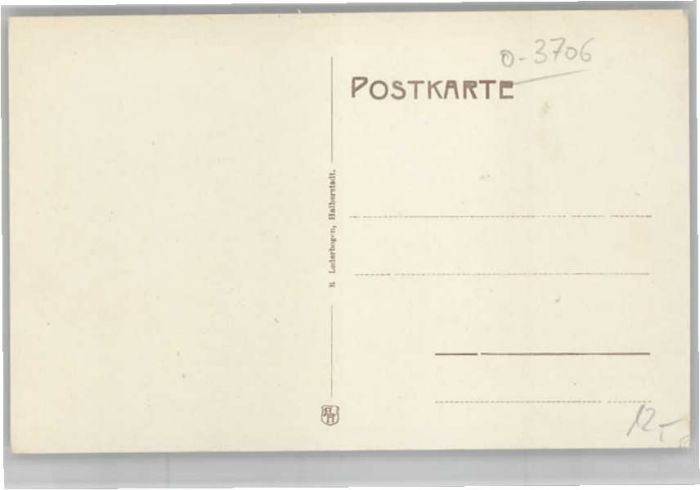 0-3706
POSTKARTE
R. Lederbogen, Halberstadt.
12,-